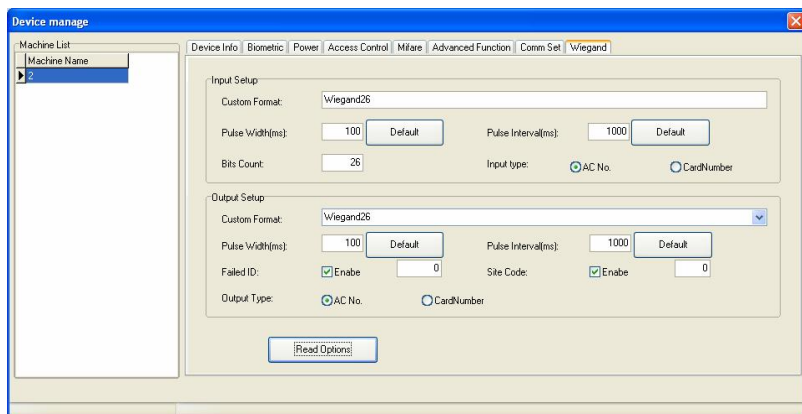 Device manage
Machine List
Machine Name
2
Device Info Biometric Power Access Control Mifare Advanced Function Comm Set Wiegand
Input Setup
Custom Format: Wiegand26
Pulse Width(ms): 100 Default Pulse Interval(ms): 1000 Default
Bits Count: 26 Input type: AC No. CardNumber
Output Setup
Custom Format: Wiegand26
Pulse Width(ms): 100 Default Pulse Interval(ms): 1000 Default
Failed ID: Enabe 0 Site Code: Enabe 0
Output Type: AC No. CardNumber
Read Options